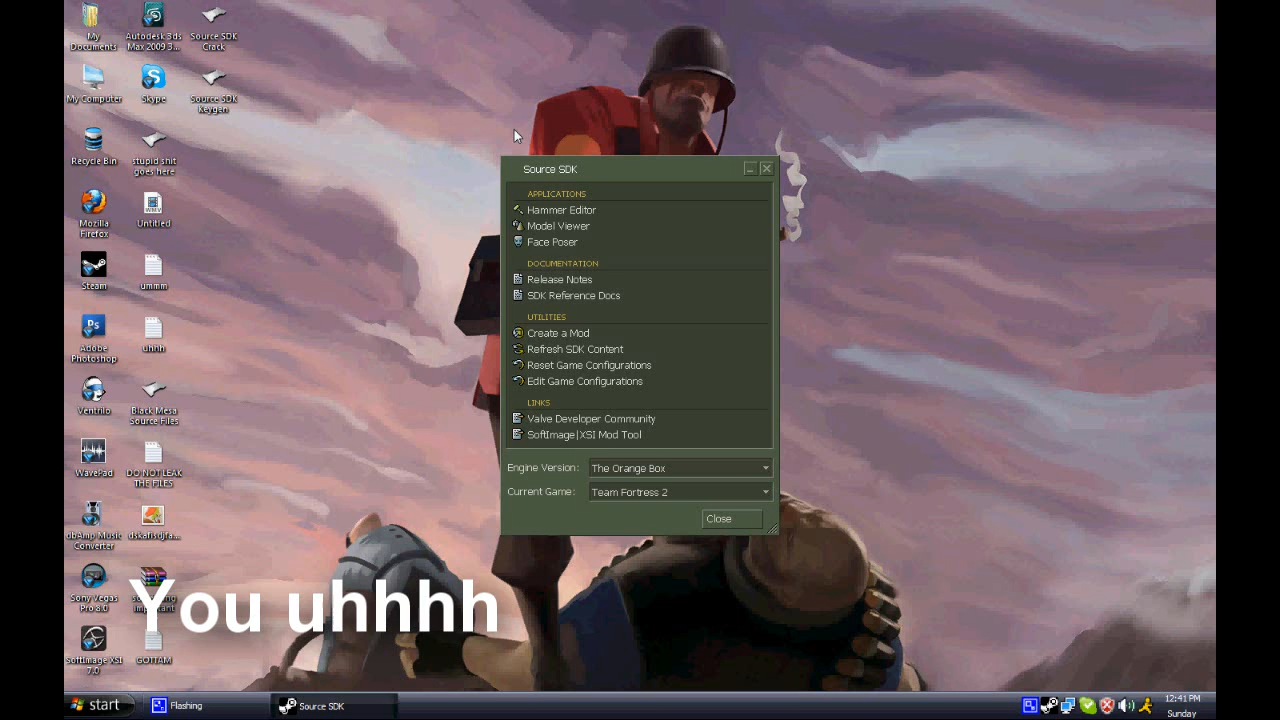 My Documents
Autodesk 3ds Max 2009 3...
Source SDK Crack
My Computer
Skype
Source SDK Keygen
Recycle Bin
stupid shit goes here
Mozilla Firefox
Untitled
Steam
ummm
Adobe Photoshop
uhhh
Ventrilo
Black Mesa Source Files
WavePad
DO NOT LEAK THE FILES
dbAmp Music Converter
Sony Vegas Pro 8.0
SoftImage XSI 7.0
GOTTAM
Source SDK
APPLICATIONS
Hammer Editor
Model Viewer
Face Poser
DOCUMENTATION
Release Notes
SDK Reference Docs
UTILITIES
Create a Mod
Refresh SDK Content
Reset Game Configurations
Edit Game Configurations
LINKS
Valve Developer Community
SoftImage|XSI Mod Tool
Engine Version: The Orange Box
Current Game: Team Fortress 2
Close
You uhhhh
start
Flashing
Source SDK
12:41 PM
Sunday